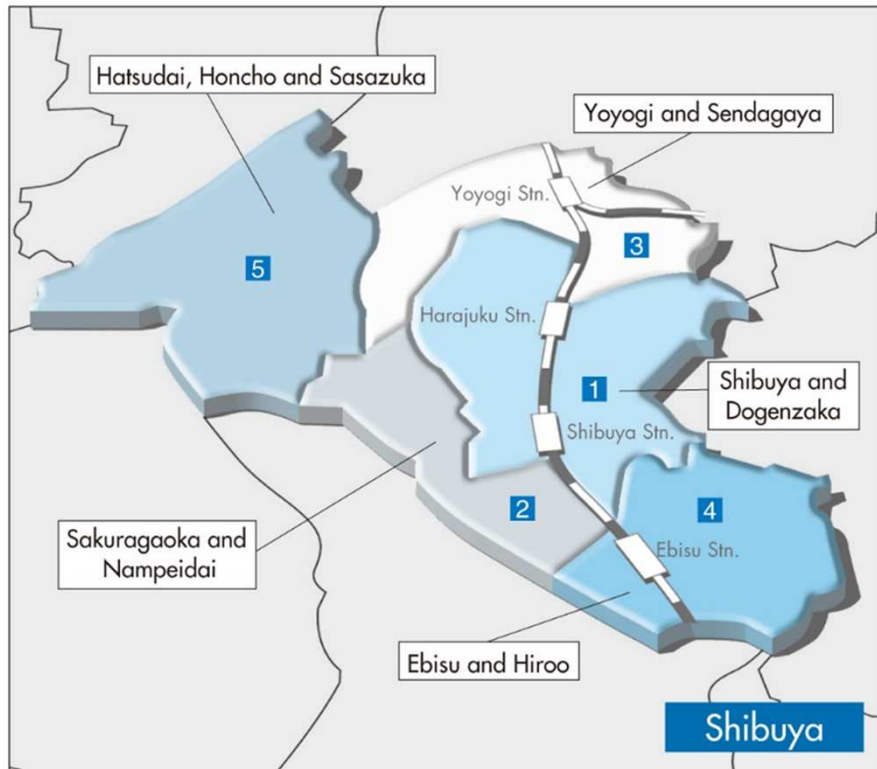 Hatsudai, Honcho and Sasazuka
Yoyogi and Sendagaya
Yoyogi Stn.
3
5
Harajuku Stn.
1
Shibuya and
Dogenzaka
Shibuya Stn.
2
4
Sakuragaoka and
Nampeidai
Ebisu Stn.
Ebisu and Hiroo
Shibuya